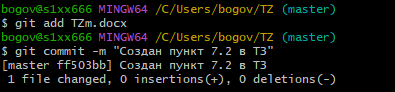 bogov@s1xx666 MINGW64 /C/Users/bogov/TZ (master)
$ git add TZm.docx
bogov@s1xx666 MINGW64 /C/Users/bogov/TZ (master)
$ git commit -m "Создан пункт 7.2 в ТЗ"
[master ff503bb] Создан пункт 7.2 в ТЗ
1 file changed, 0 insertions(+), 0 deletions(-)